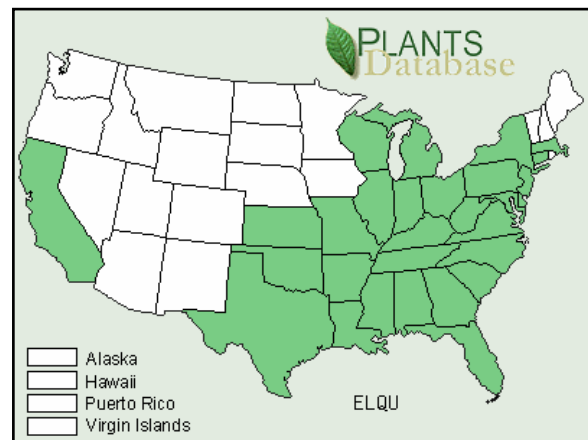 PLANTS
Database
Alaska
Hawaii
Puerto Rico
Virgin Islands
ELQU